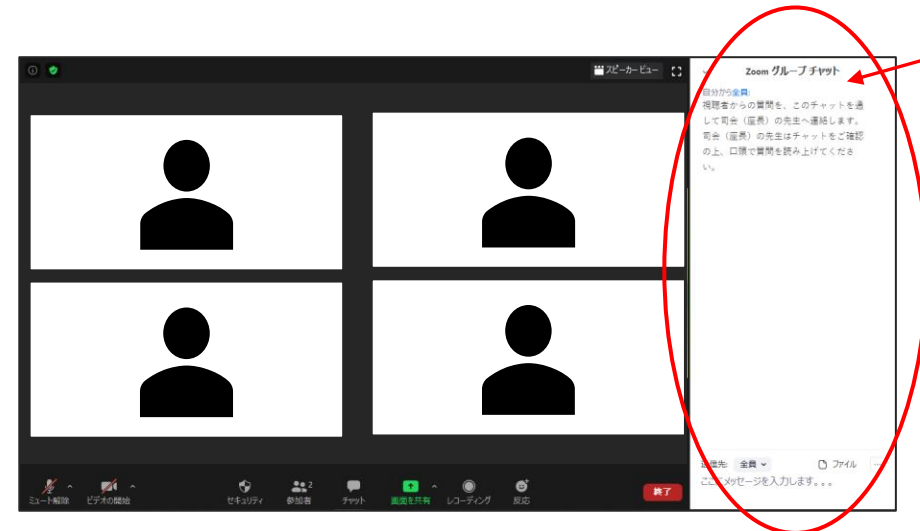 スピーカービュー
Zoom グループ チャット
自分から全員:
視聴者からの質問を、このチャットを通
して司会（座長）の先生へ連絡します。
司会（座長）の先生はチャットをご確認
の上、口頭で質問を読み上げてくださ
い。
送信先: 全員 ファイル ...
ここにメッセージを入力します。。。
ミュート解除 ビデオの開始 セキュリティ 参加者 2 チャット 画面を共有 レコーディング 反応 終了